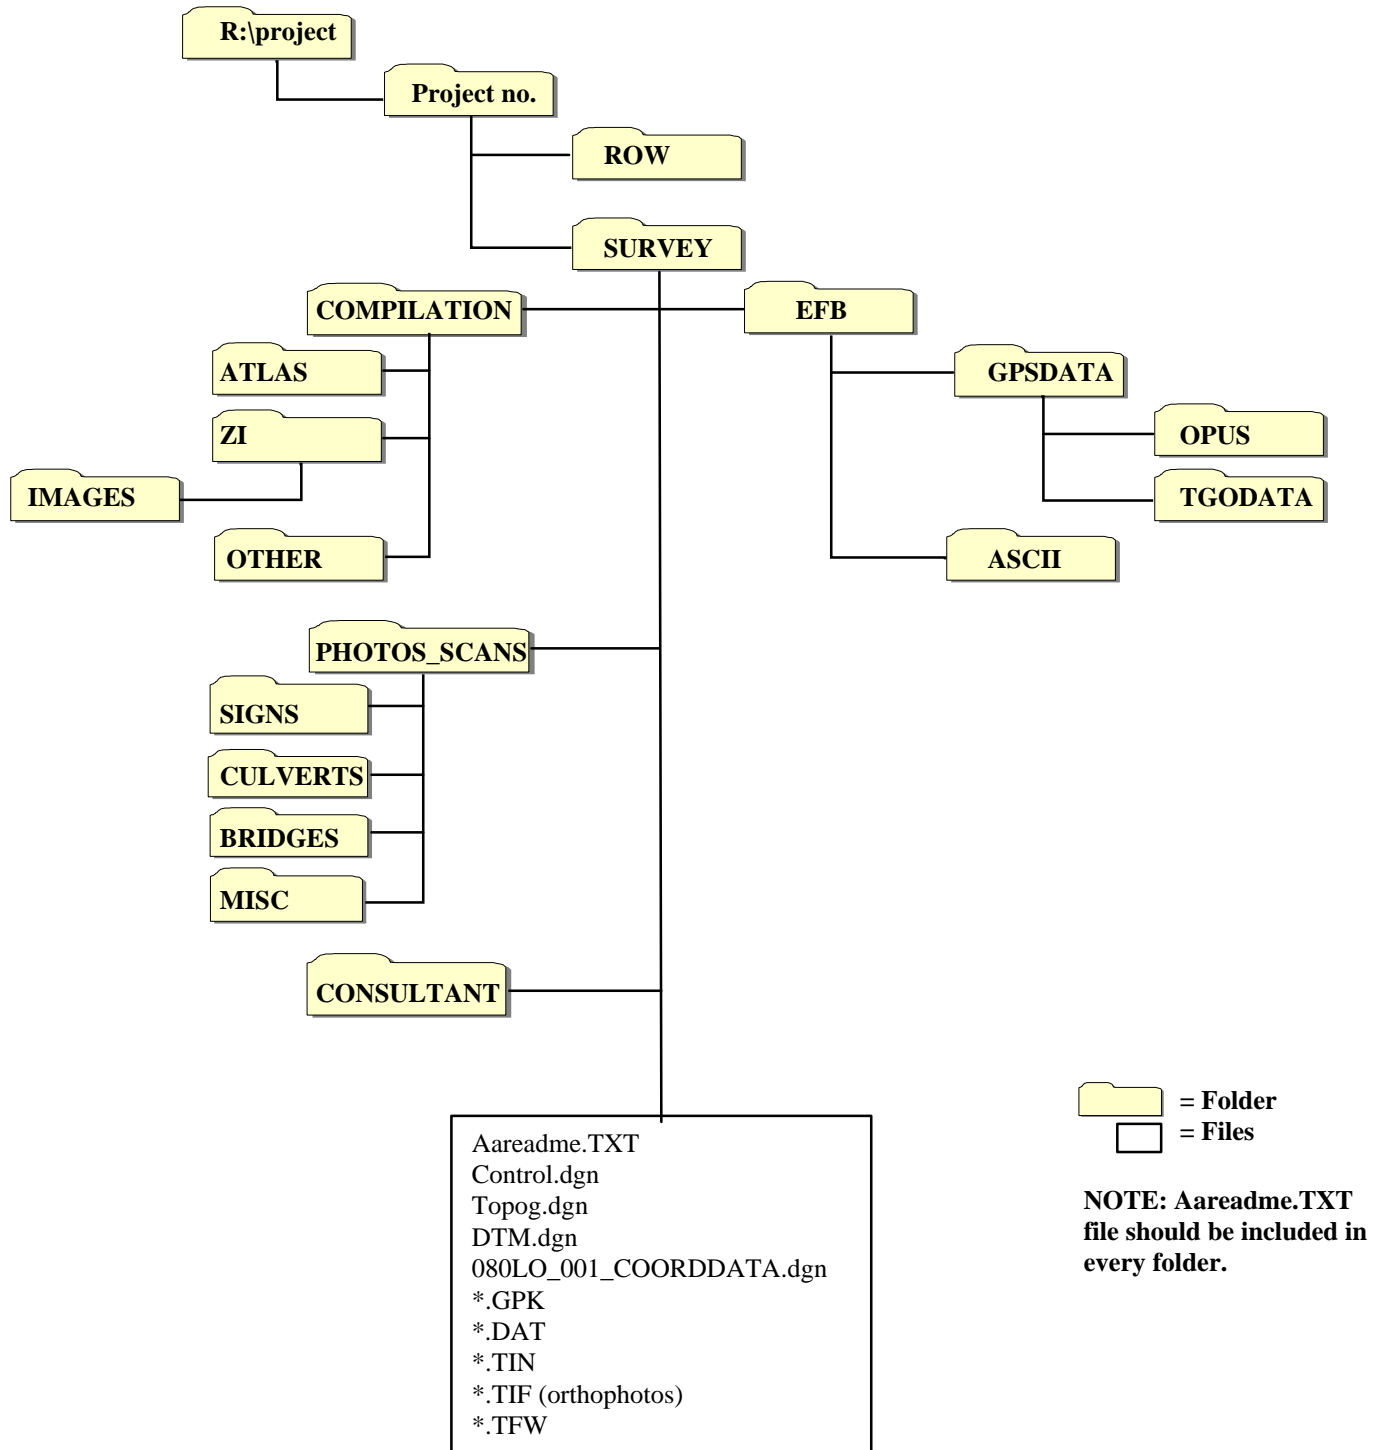 R:\project
Project no.
ROW
SURVEY
COMPILATION
EFB
ATLAS
GPSDATA
ZI
OPUS
IMAGES
TGODATA
OTHER
ASCII
PHOTOS_SCANS
SIGNS
CULVERTS
BRIDGES
MISC
CONSULTANT
Aareadme.TXT
Control.dgn
Topog.dgn
DTM.dgn
080LO_001_COORDDATA.dgn
*.GPK
*.DAT
*.TIN
*.TIF (orthophotos)
*.TFW
= Folder
= Files
NOTE: Aareadme.TXT
file should be included in
every folder.